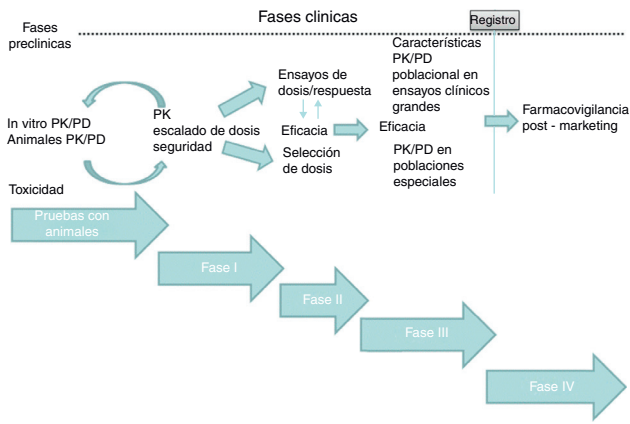 Fases
preclinicas
Fases clinicas
Registro
In vitro PK/PD
Animales PK/PD
Toxicidad
PK
escalado de dosis
seguridad
Ensayos de
dosis/respuesta
Eficacia
Selección
de dosis
Características
PK/PD
poblacional en
ensayos clínicos
grandes
Eficacia
PK/PD en
poblaciones
especiales
Farmacovigilancia
post - marketing
Pruebas con
animales
Fase I
Fase II
Fase III
Fase IV